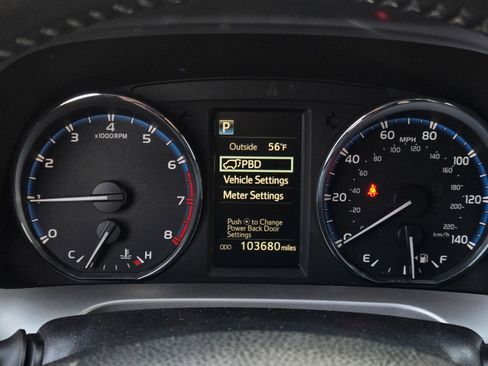 P
Outside 56°F
PBD
Vehicle Settings
Meter Settings
Push to Change
Power Back Door
Settings
ODO 103680 miles
x1000RPM
0
1
2
3
4
5
6
7
8
C
H
MPH
0
20
40
60
80
100
120
140
km/h
40
60
80
100
120
160
180
200
220
E
F